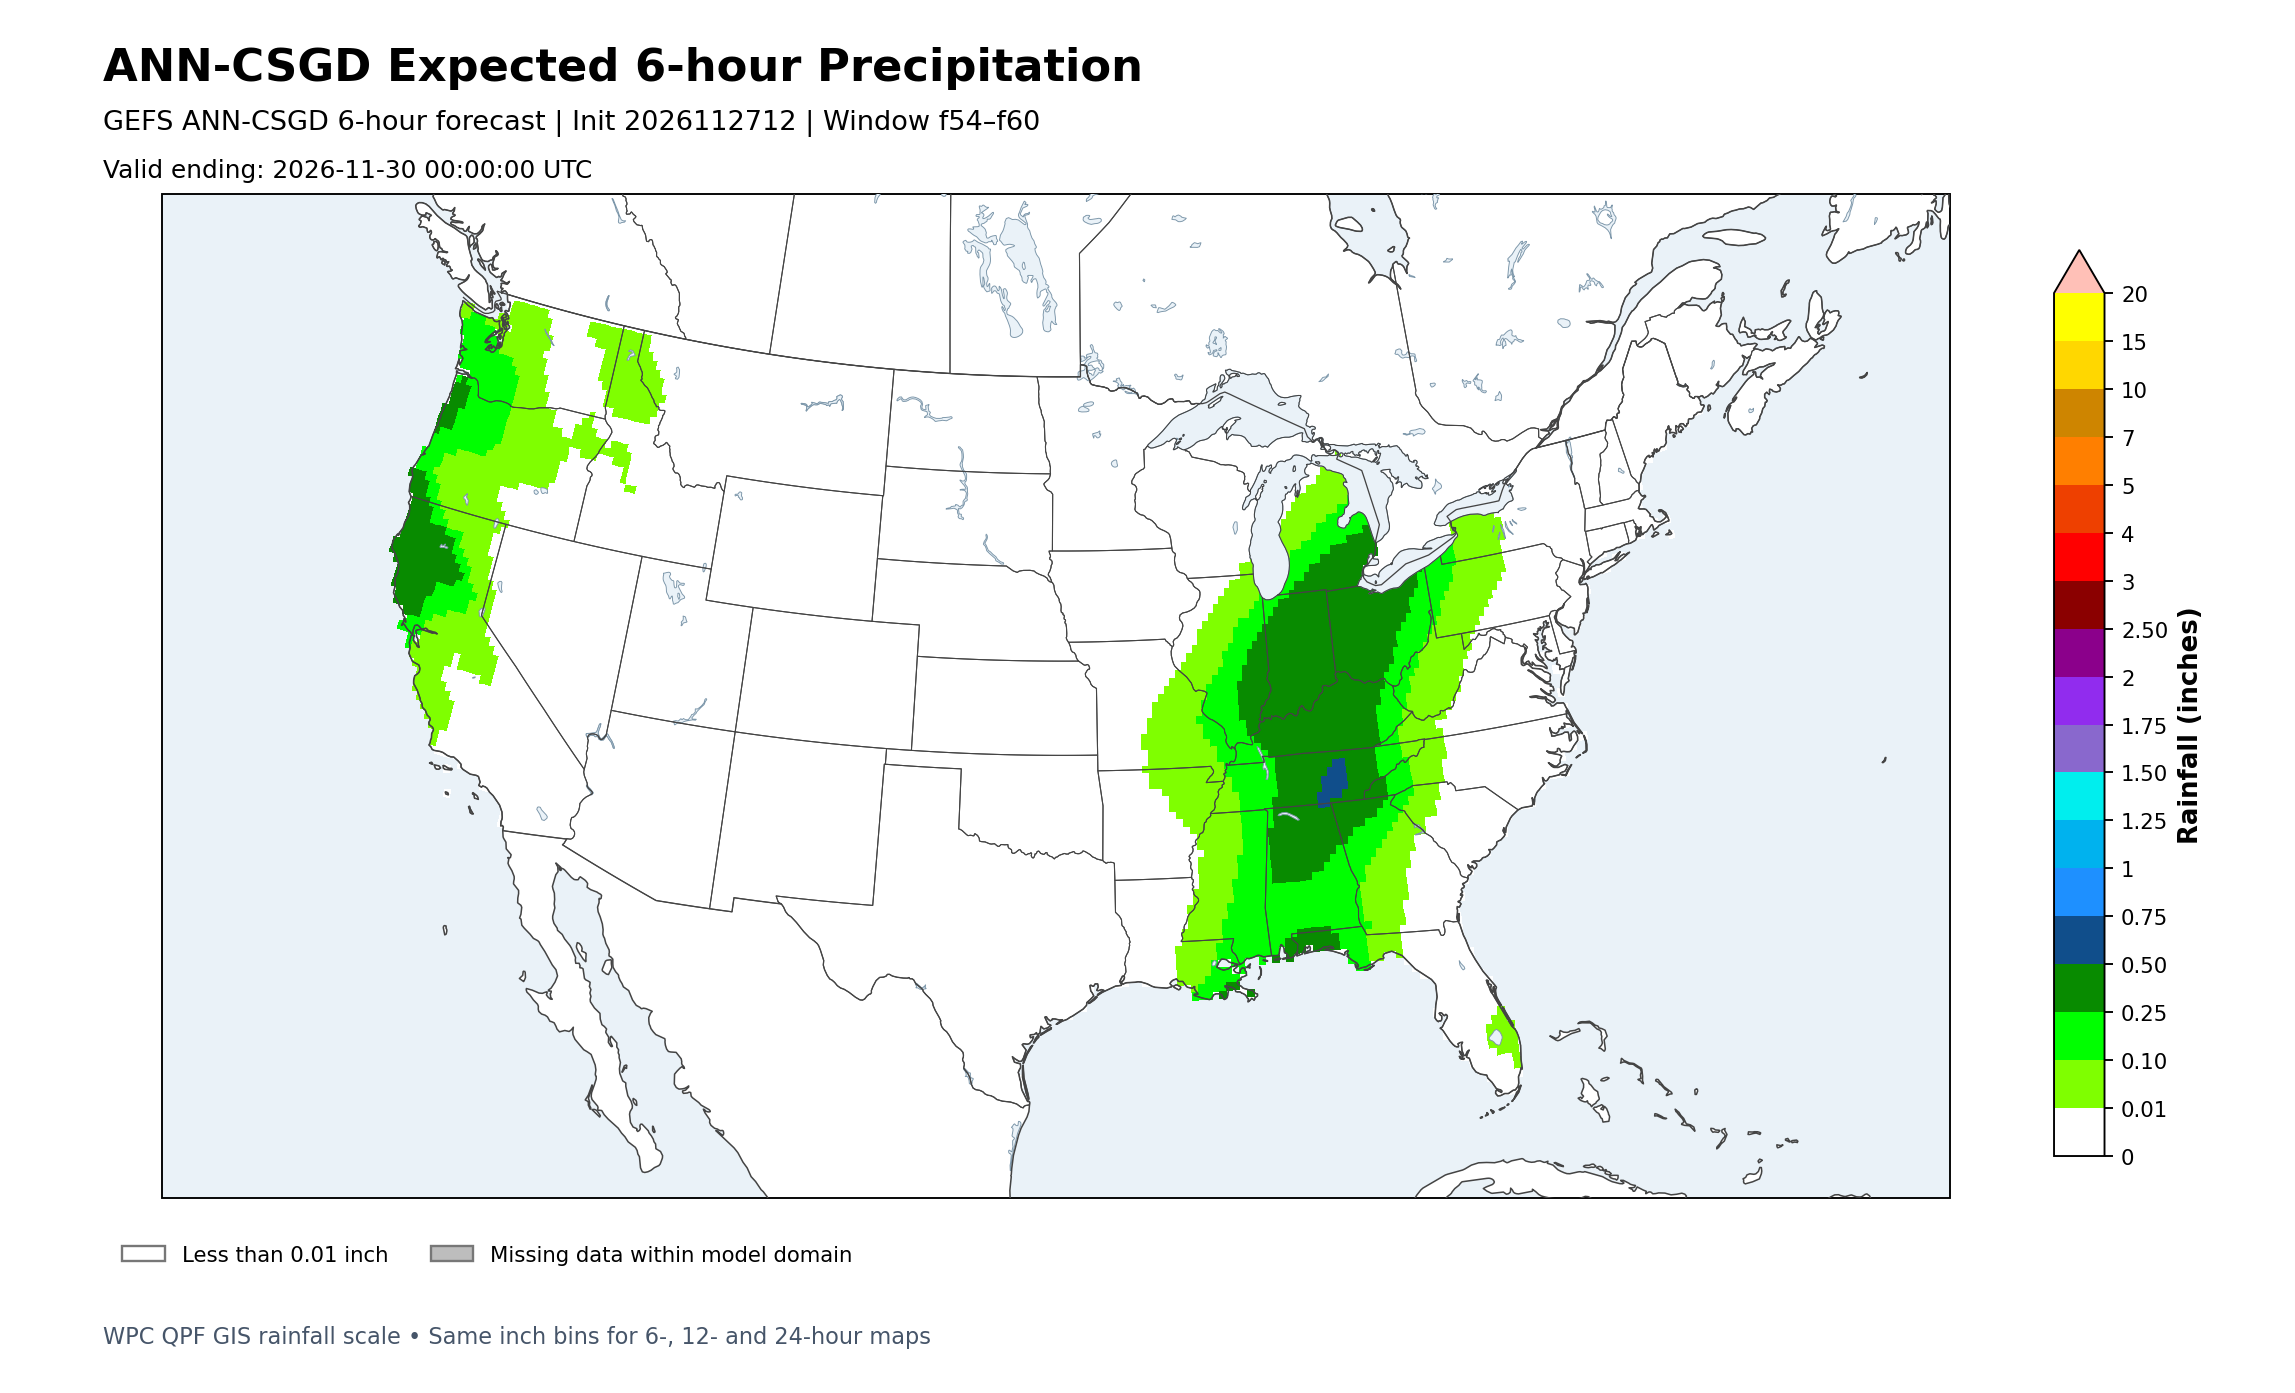 ANN-CSGD Expected 6-hour Precipitation
GEFS ANN-CSGD 6-hour forecast | Init 2026112712 | Window f54–f60
Valid ending: 2026-11-30 00:00:00 UTC
20
15
10
7
5
4
3
2.50
2
1.75
1.50
1.25
1
0.75
0.50
0.25
0.10
0.01
0
Rainfall (inches)
Less than 0.01 inch
Missing data within model domain
WPC QPF GIS rainfall scale • Same inch bins for 6-, 12- and 24-hour maps